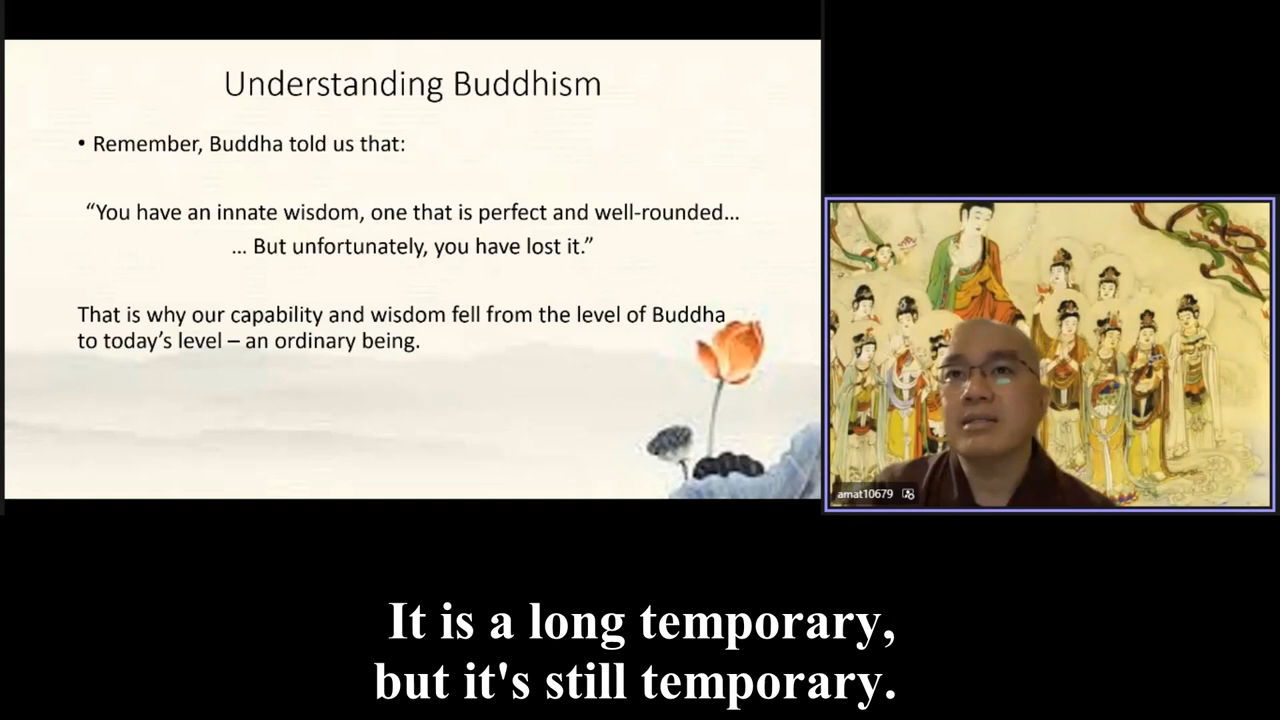 Understanding Buddhism
• Remember, Buddha told us that:
“You have an innate wisdom, one that is perfect and well-rounded…
… But unfortunately, you have lost it.”
That is why our capability and wisdom fell from the level of Buddha
to today’s level – an ordinary being.
amat10679
It is a long temporary,
but it's still temporary.